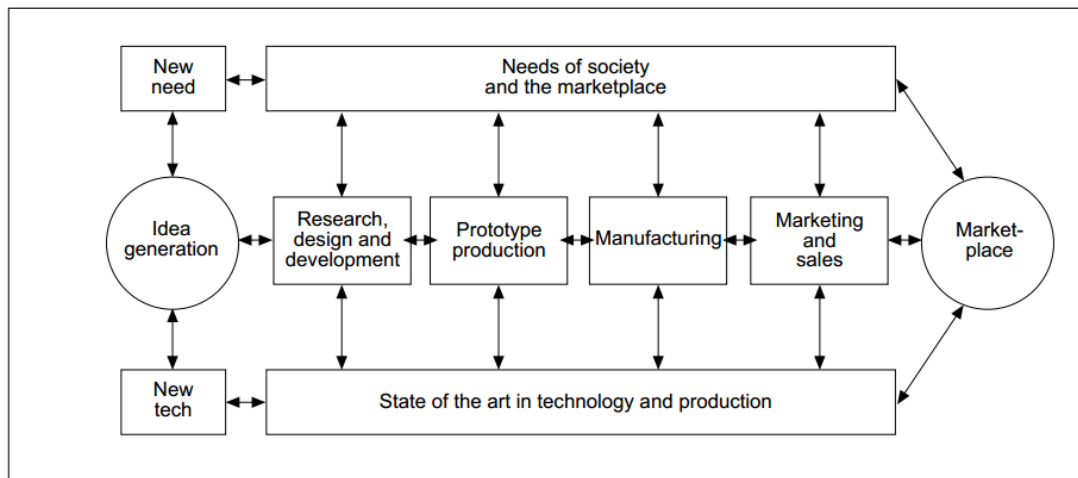 New
need
Needs of society
and the marketplace
Idea
generation
Research,
design and
development
Prototype
production
Manufacturing
Marketing
and
sales
Market-
place
New
tech
State of the art in technology and production